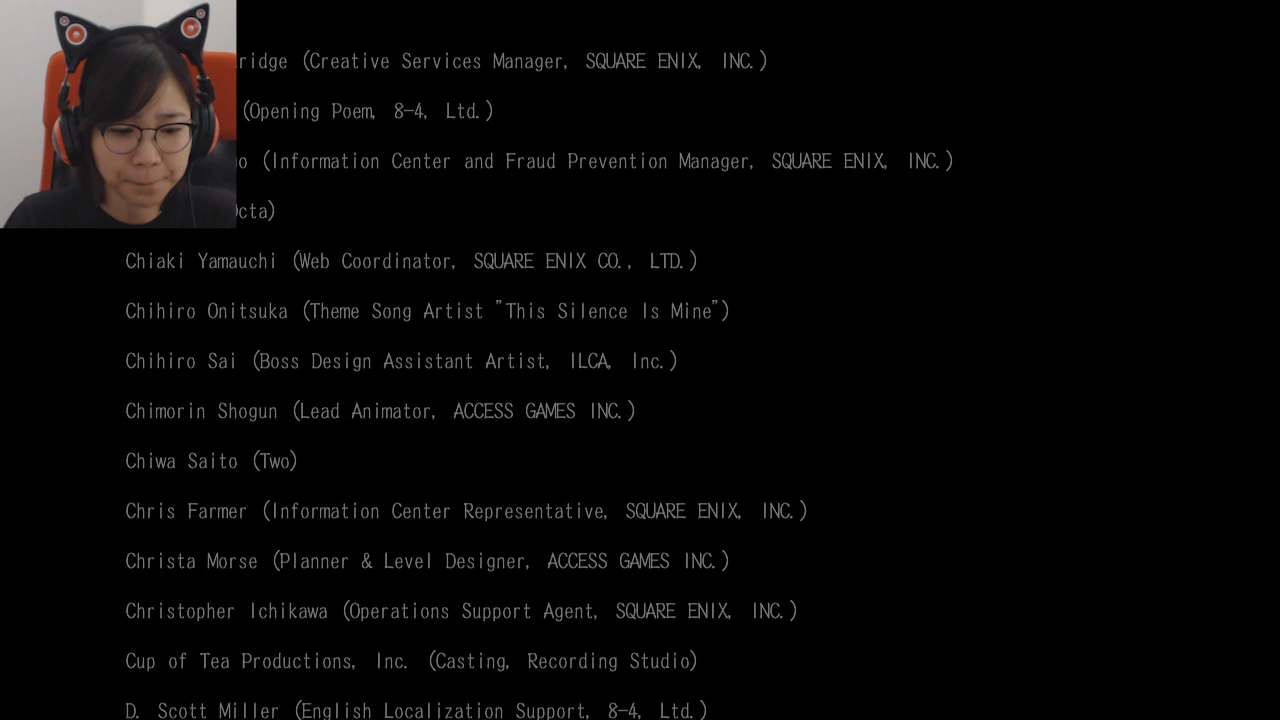 ridge (Creative Services Manager, SQUARE ENIX, INC.)
(Opening Poem, 8-4, Ltd.)
o (Information Center and Fraud Prevention Manager, SQUARE ENIX, INC.)
Octa)
Chiaki Yamauchi (Web Coordinator, SQUARE ENIX CO., LTD.)
Chihiro Onitsuka (Theme Song Artist "This Silence Is Mine")
Chihiro Sai (Boss Design Assistant Artist, ILCA, Inc.)
Chimorin Shogun (Lead Animator, ACCESS GAMES INC.)
Chiwa Saito (Two)
Chris Farmer (Information Center Representative, SQUARE ENIX, INC.)
Christa Morse (Planner & Level Designer, ACCESS GAMES INC.)
Christopher Ichikawa (Operations Support Agent, SQUARE ENIX, INC.)
Cup of Tea Productions, Inc. (Casting, Recording Studio)
D. Scott Miller (English Localization Support, 8-4, Ltd.)